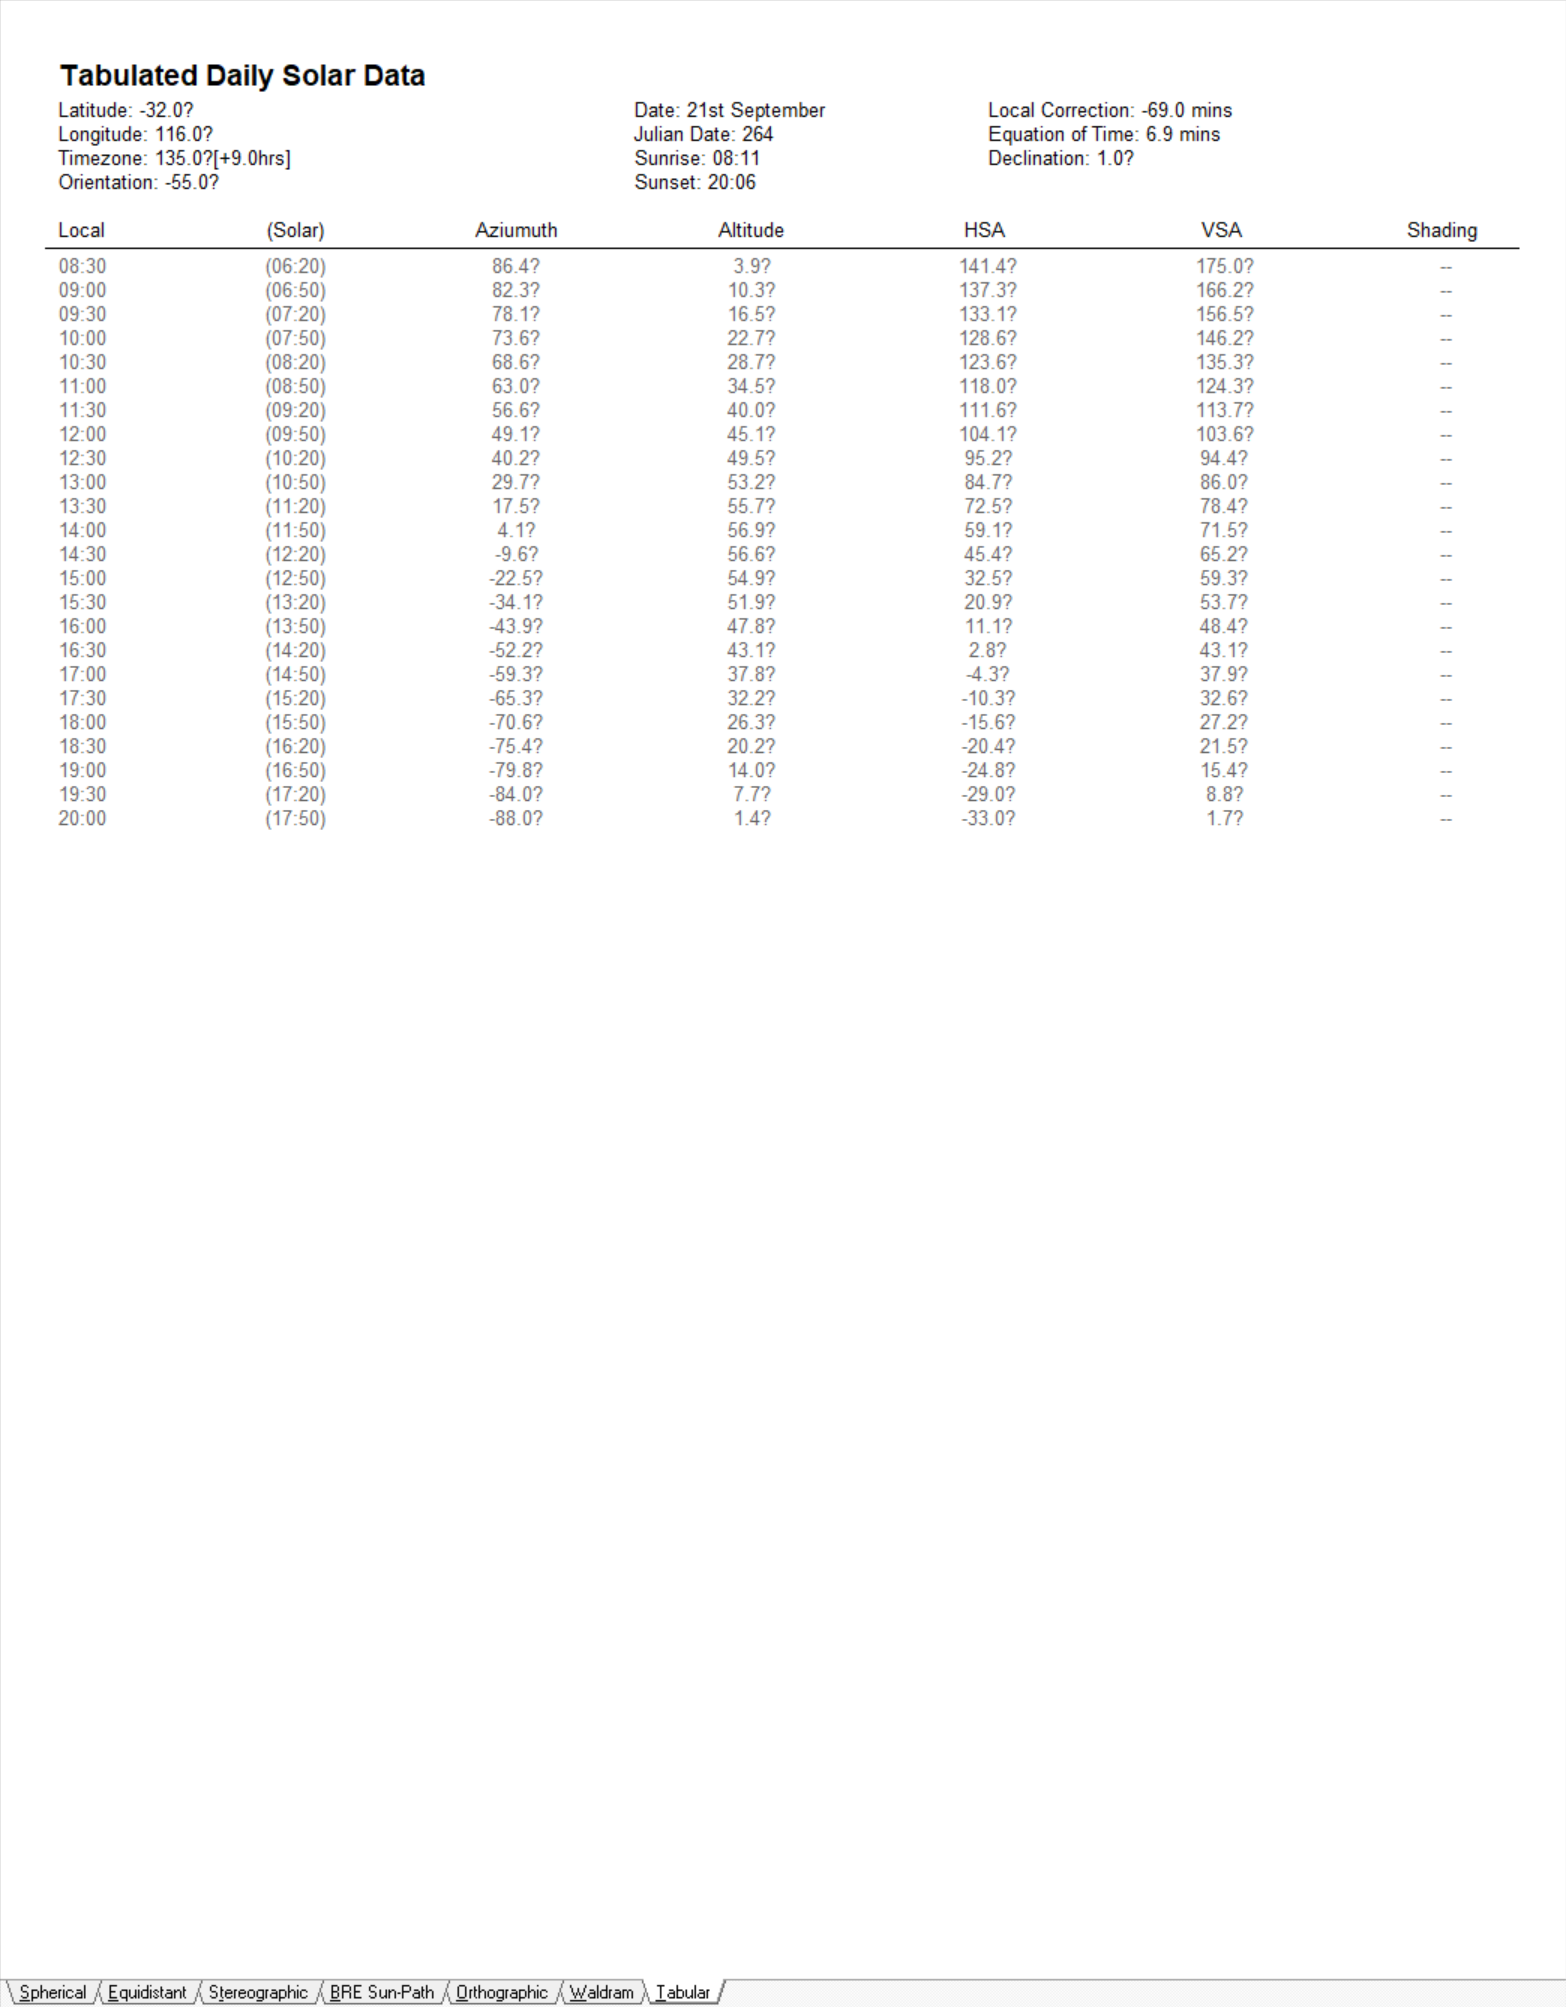 Tabulated Daily Solar Data
Latitude: -32.0? Date: 21st September Local Correction: -69.0 mins
Longitude: 116.0? Julian Date: 264 Equation of Time: 6.9 mins
Timezone: 135.0?[+9.0hrs] Sunrise: 08:11 Declination: 1.0?
Orientation: -55.0? Sunset: 20:06
Local (Solar) Aziumuth Altitude HSA VSA Shading
08:30 (06:20) 86.4? 3.9? 141.4? 175.0? --
09:00 (06:50) 82.3? 10.3? 137.3? 166.2? --
09:30 (07:20) 78.1? 16.5? 133.1? 156.5? --
10:00 (07:50) 73.6? 22.7? 128.6? 146.2? --
10:30 (08:20) 68.6? 28.7? 123.6? 135.3? --
11:00 (08:50) 63.0? 34.5? 118.0? 124.3? --
11:30 (09:20) 56.6? 40.0? 111.6? 113.7? --
12:00 (09:50) 49.1? 45.1? 104.1? 103.6? --
12:30 (10:20) 40.2? 49.5? 95.2? 94.4? --
13:00 (10:50) 29.7? 53.2? 84.7? 86.0? --
13:30 (11:20) 17.5? 55.7? 72.5? 78.4? --
14:00 (11:50) 4.1? 56.9? 59.1? 71.5? --
14:30 (12:20) -9.6? 56.6? 45.4? 65.2? --
15:00 (12:50) -22.5? 54.9? 32.5? 59.3? --
15:30 (13:20) -34.1? 51.9? 20.9? 53.7? --
16:00 (13:50) -43.9? 47.8? 11.1? 48.4? --
16:30 (14:20) -52.2? 43.1? 2.8? 43.1? --
17:00 (14:50) -59.3? 37.8? -4.3? 37.9? --
17:30 (15:20) -65.3? 32.2? -10.3? 32.6? --
18:00 (15:50) -70.6? 26.3? -15.6? 27.2? --
18:30 (16:20) -75.4? 20.2? -20.4? 21.5? --
19:00 (16:50) -79.8? 14.0? -24.8? 15.4? --
19:30 (17:20) -84.0? 7.7? -29.0? 8.8? --
20:00 (17:50) -88.0? 1.4? -33.0? 1.7? --
Spherical Equidistant Stereographic BRE Sun-Path Orthographic Waldram Tabular